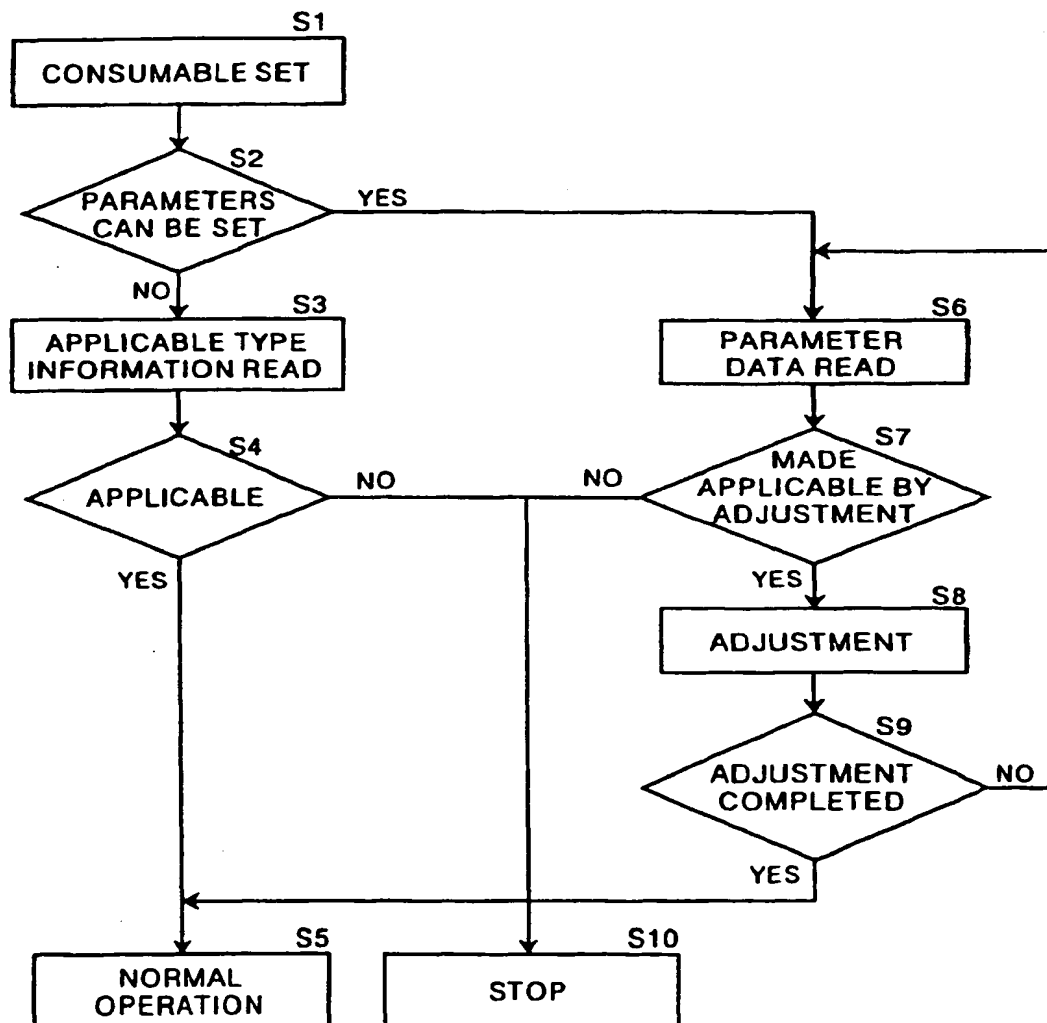 S1
CONSUMABLE SET
S2
PARAMETERS
CAN BE SET
YES
NO
S3
APPLICABLE TYPE
INFORMATION READ
S6
PARAMETER
DATA READ
S4
APPLICABLE
NO
YES
S7
MADE
APPLICABLE BY
ADJUSTMENT
NO
YES
S8
ADJUSTMENT
S9
ADJUSTMENT
COMPLETED
NO
YES
S5
NORMAL
OPERATION
S10
STOP